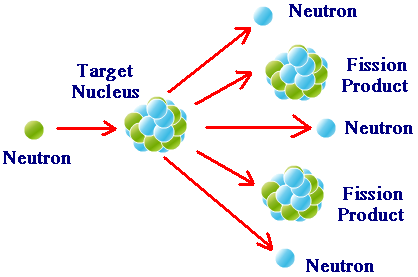 Neutron
Target
Nucleus
Fission
Product
Neutron
Neutron
Fission
Product
Neutron